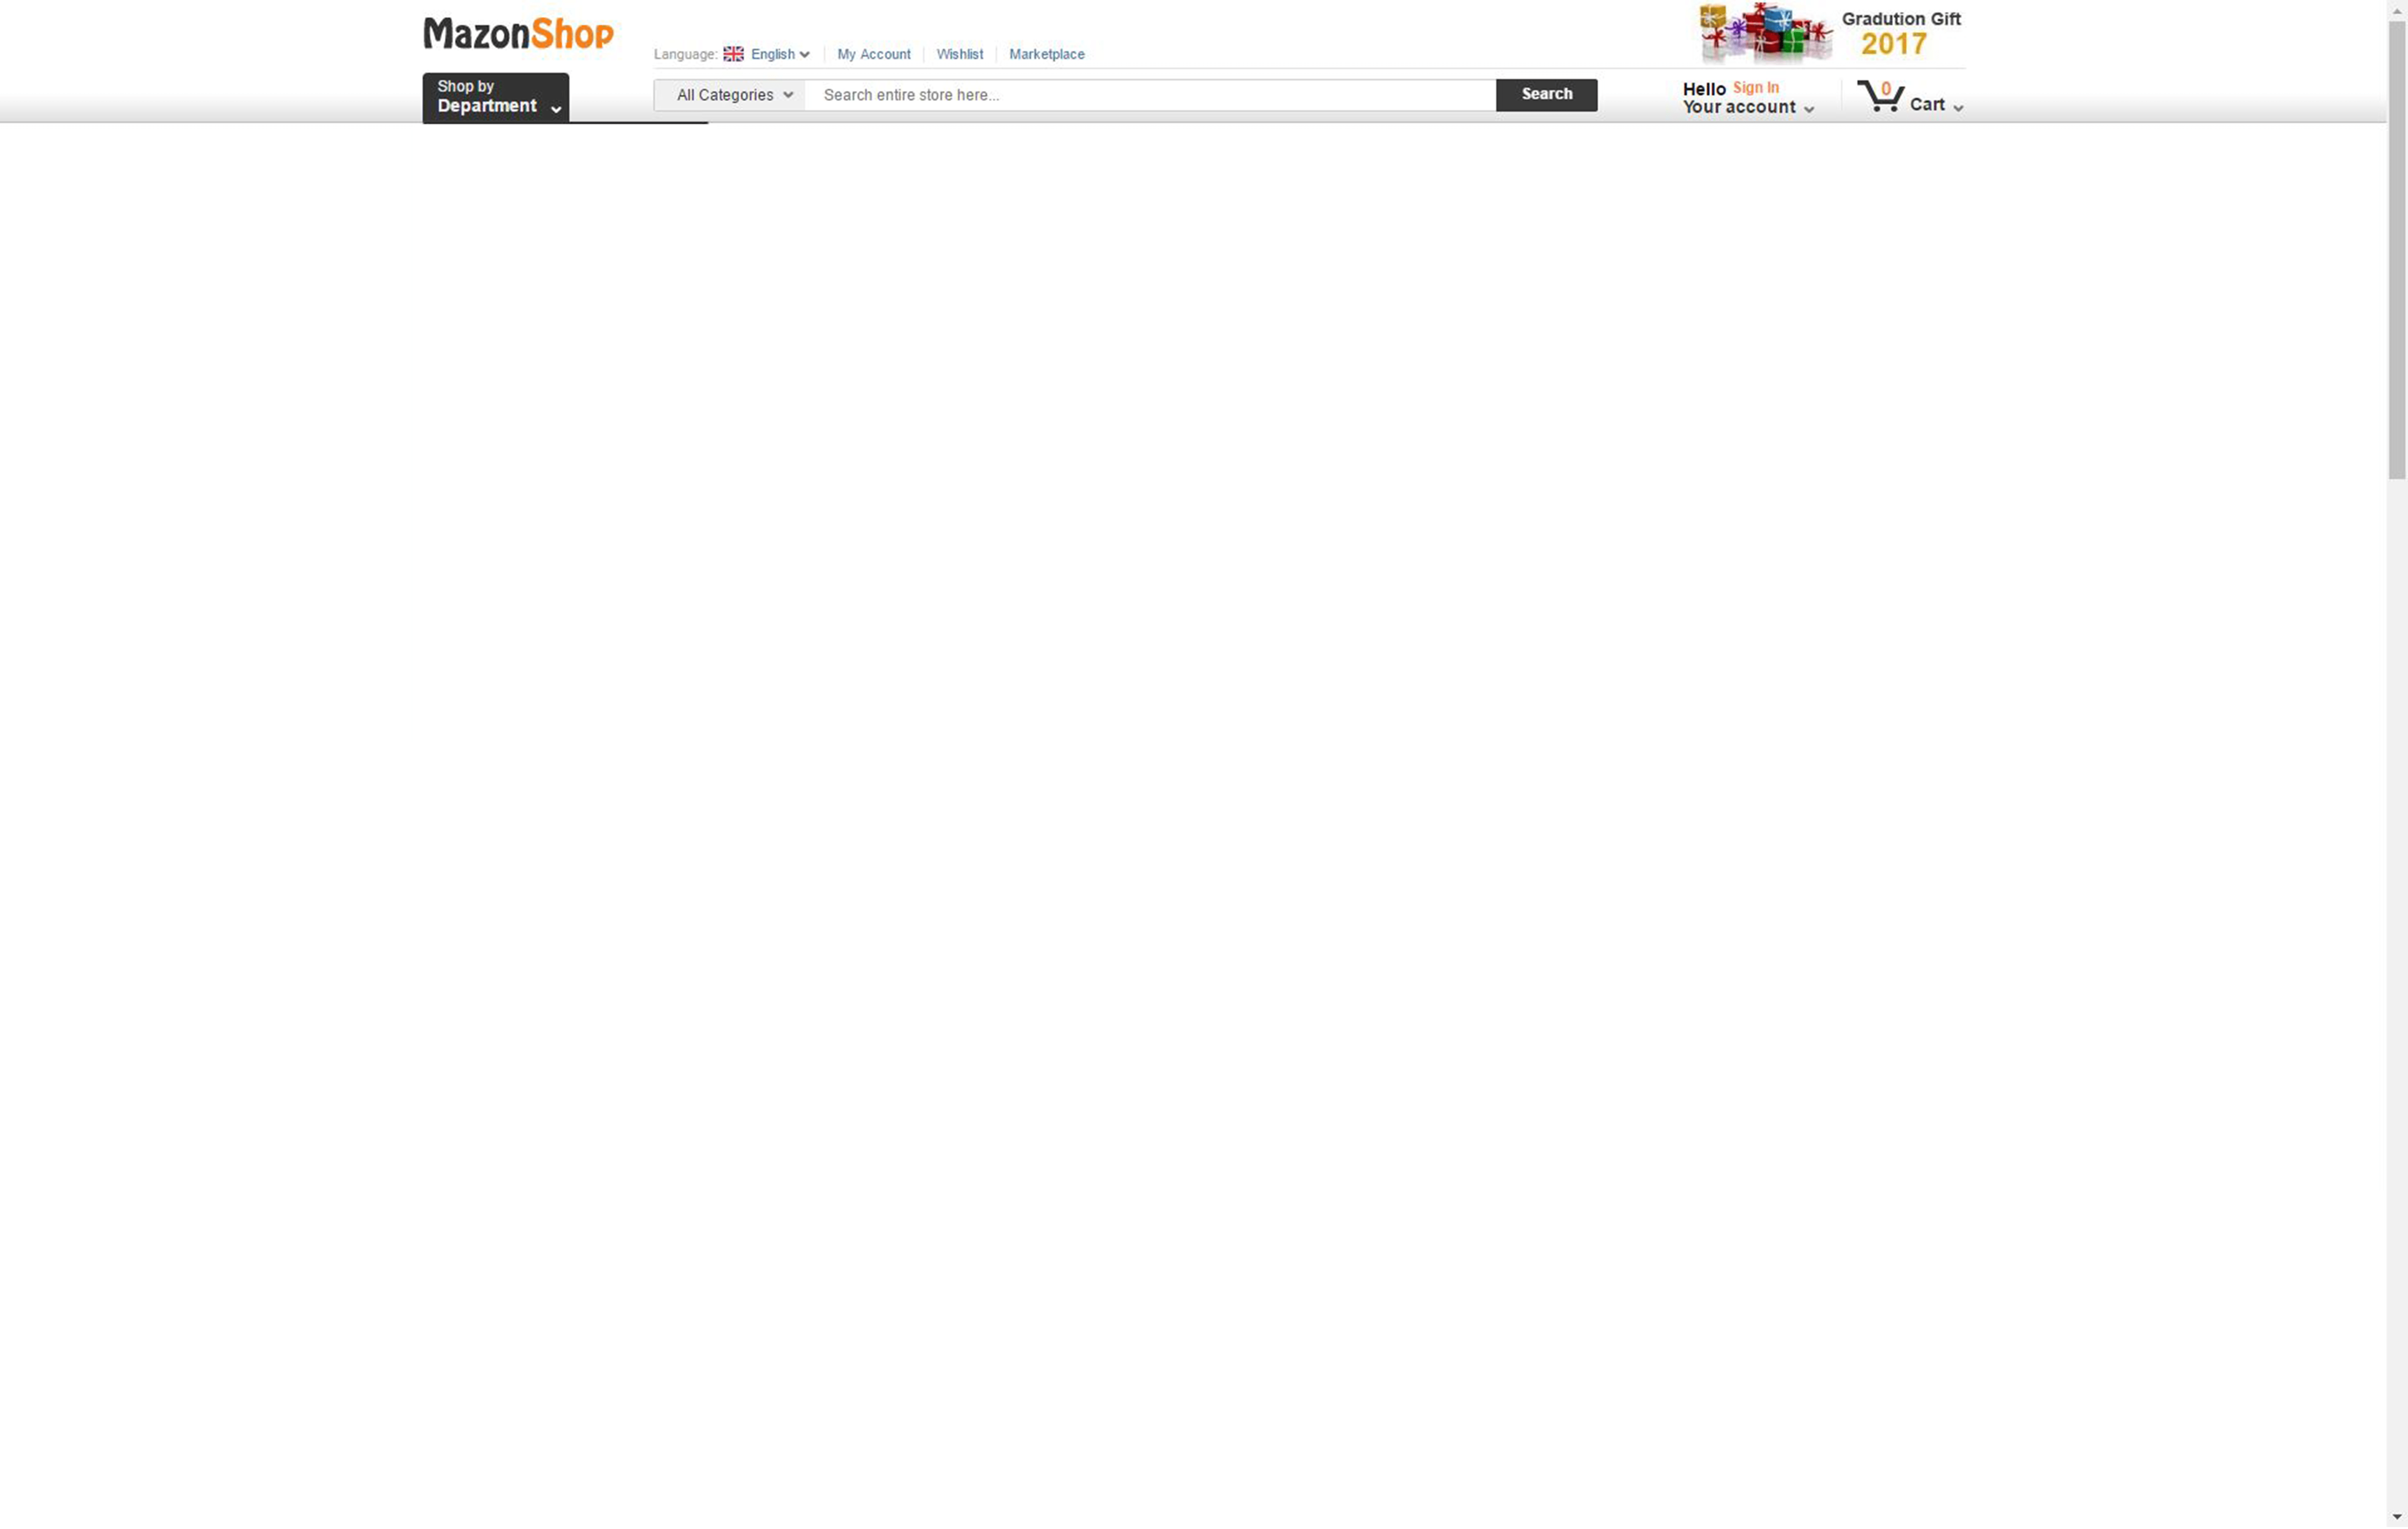 MazonShop
Language: English My Account Wishlist Marketplace
Gradution Gift
2017
Shop by
Department
All Categories Search entire store here... Search
Hello Sign In
Your account
0 Cart